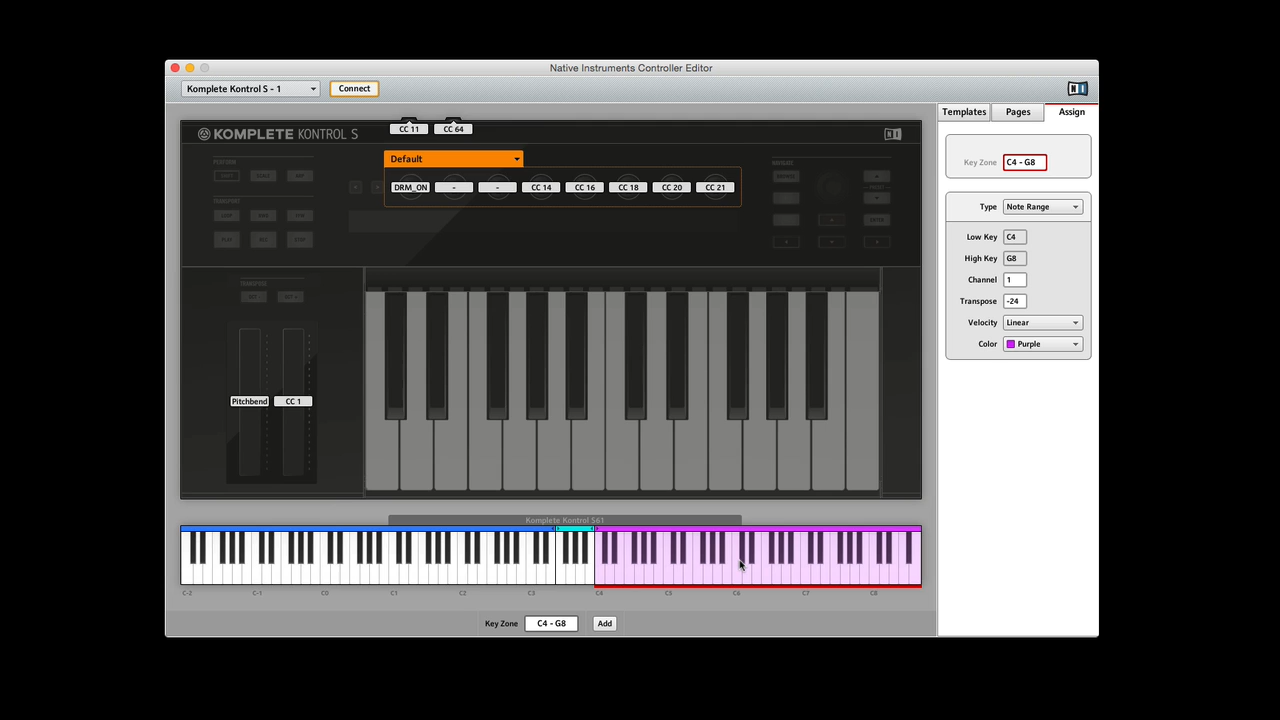 Native Instruments Controller Editor
Komplete Kontrol S - 1
Connect
Templates
Pages
Assign
KOMPLETE KONTROL S
CC 11
CC 64
Default
DRM_ON
-
-
CC 14
CC 16
CC 18
CC 20
CC 21
Pitchbend
CC 1
Key Zone
C4 - G8
Type
Note Range
Low Key
C4
High Key
G8
Channel
1
Transpose
-24
Velocity
Linear
Color
Purple
Komplete Kontrol S61
C-2
C-1
C0
C1
C2
C3
C4
C5
C6
C7
C8
Key Zone
C4 - G8
Add